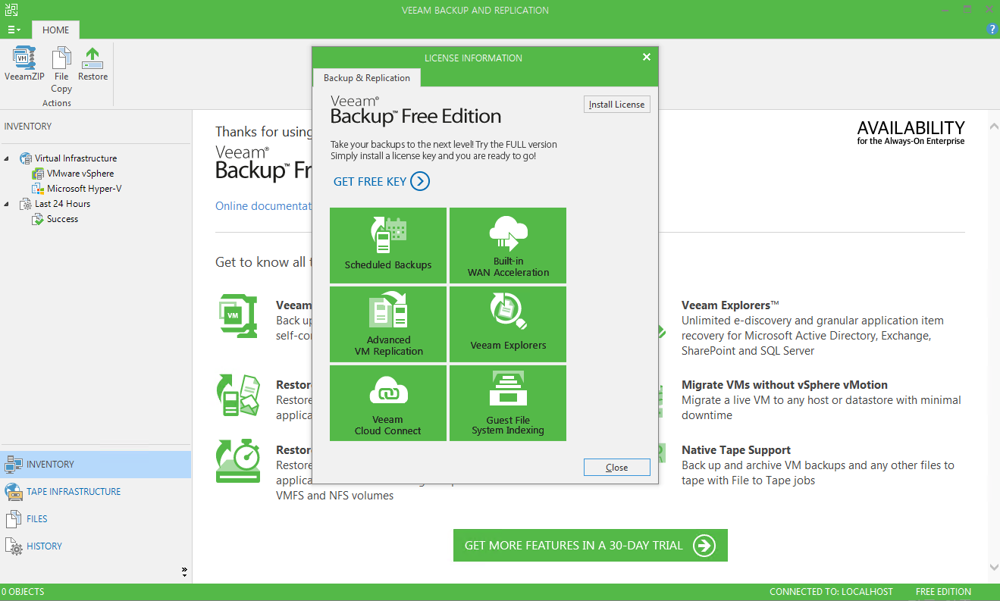 VEEAM BACKUP AND REPLICATION
HOME
?
VM
VeeamZIP
File
Copy
Restore
Actions
INVENTORY
Virtual Infrastructure
VMware vSphere
Microsoft Hyper-V
Last 24 Hours
Success
INVENTORY
TAPE INFRASTRUCTURE
FILES
HISTORY
LICENSE INFORMATION
Backup & Replication
Veeam®
Backup™ Free Edition
Install License
Take your backups to the next level! Try the FULL version
Simply install a license key and you are ready to go!
GET FREE KEY
Scheduled Backups
Built-in
WAN Acceleration
Advanced
VM Replication
Veeam Explorers
Veeam
Cloud Connect
Guest File
System Indexing
Close
Thanks for using
Veeam®
Backup™ Fr
Online documentat
AVAILABILITY
for the Always-On Enterprise
Get to know all t
VM
Veeam
Back up
self-co
Restor
Restore
applica
Restor
Restore
applica
VMFS and NFS volumes
Veeam Explorers™
Unlimited e-discovery and granular application item
recovery for Microsoft Active Directory, Exchange,
SharePoint and SQL Server
Migrate VMs without vSphere vMotion
Migrate a live VM to any host or datastore with minimal
downtime
Native Tape Support
Back up and archive VM backups and any other files to
tape with File to Tape jobs
GET MORE FEATURES IN A 30-DAY TRIAL
0 OBJECTS
CONNECTED TO: LOCALHOST
FREE EDITION